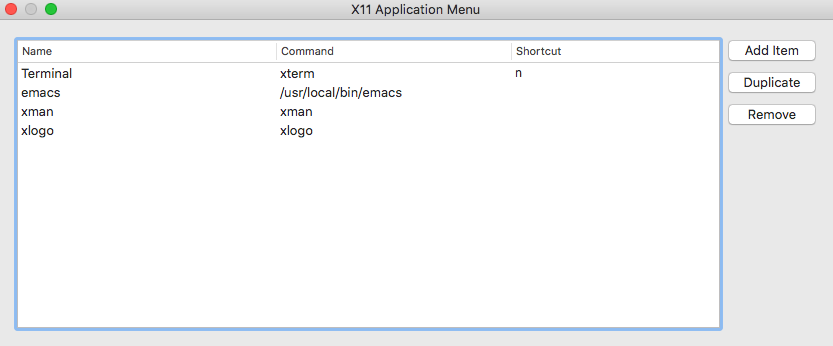 X11 Application Menu
Name Command Shortcut
Add Item
Terminal xterm n
Duplicate
emacs /usr/local/bin/emacs
xman xman
Remove
xlogo xlogo